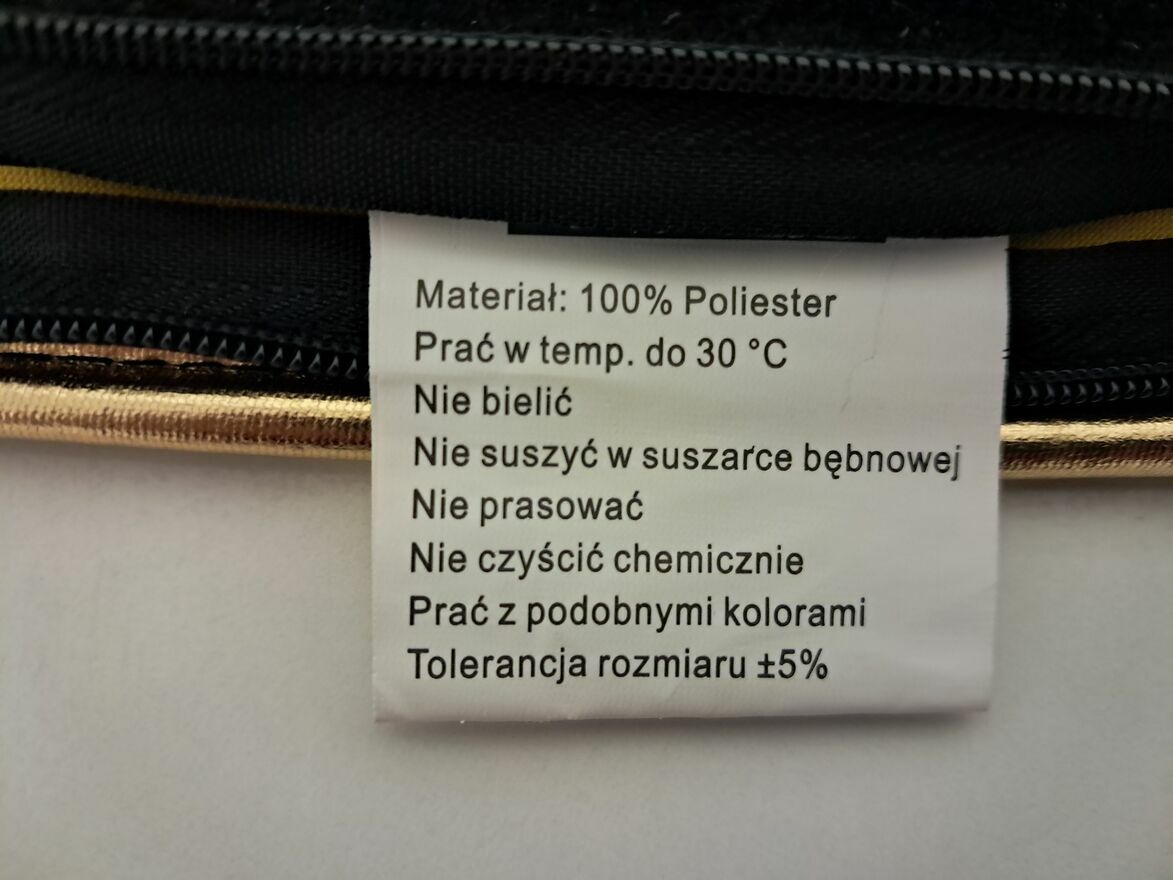 Materiał: 100% Poliester
Prać w temp. do 30 °C
Nie bielić
Nie suszyć w suszarce bębnowej
Nie prasować
Nie czyścić chemicznie
Prać z podobnymi kolorami
Tolerancja rozmiaru ±5%